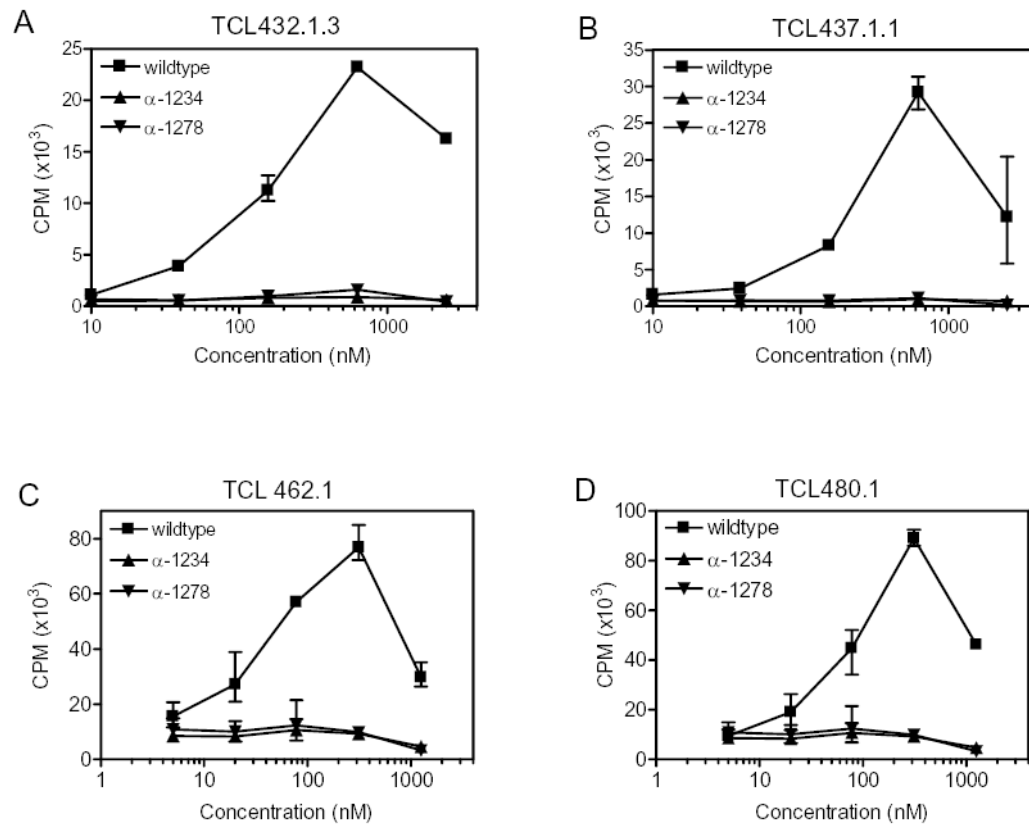 A
TCL432.1.3
wildtype
α-1234
α-1278
CPM (x10³)
25
20
15
10
5
0
10
100
1000
Concentration (nM)
B
TCL437.1.1
wildtype
α-1234
α-1278
CPM (x10³)
35
30
25
20
15
10
5
0
10
100
1000
Concentration (nM)
C
TCL 462.1
wildtype
α-1234
α-1278
CPM (x10³)
80
60
40
20
0
1
10
100
1000
Concentration (nM)
D
TCL480.1
wildtype
α-1234
α-1278
CPM (x10³)
100
80
60
40
20
0
1
10
100
1000
Concentration (nM)